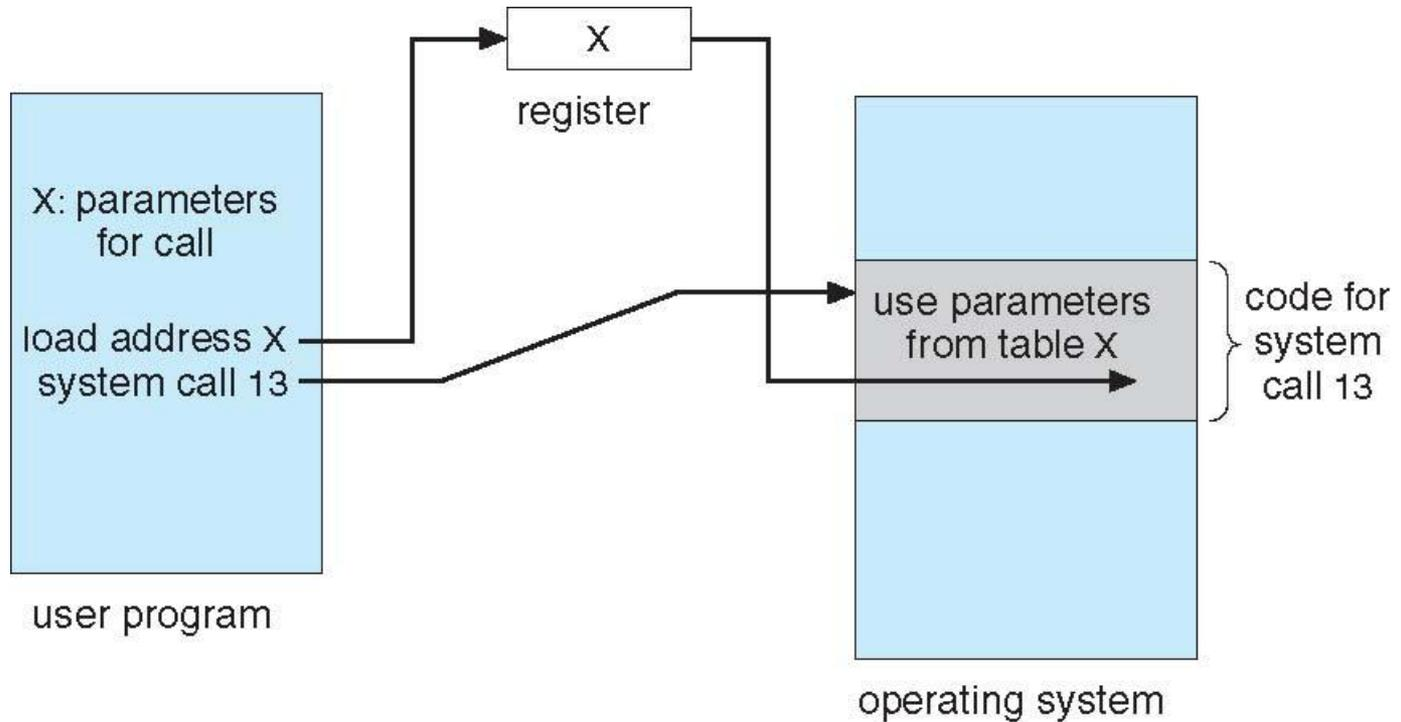 X
register
X: parameters
for call
load address X
system call 13
user program
use parameters
from table X
code for
system
call 13
operating system